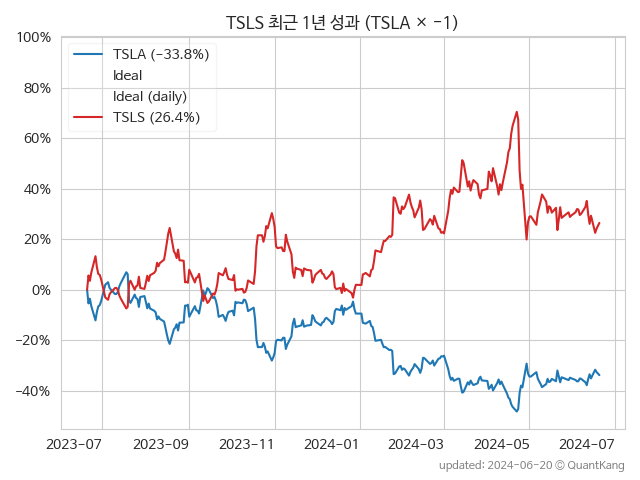 TSLS 최근 1년 성과 (TSLA × −1)
100%
80%
60%
40%
20%
0%
−20%
−40%
TSLA (−33.8%)
Ideal
Ideal (daily)
TSLS (26.4%)
2023−07
2023−09
2023−11
2024−01
2024−03
2024−05
2024−07
updated: 2024-06-20 © QuantKang